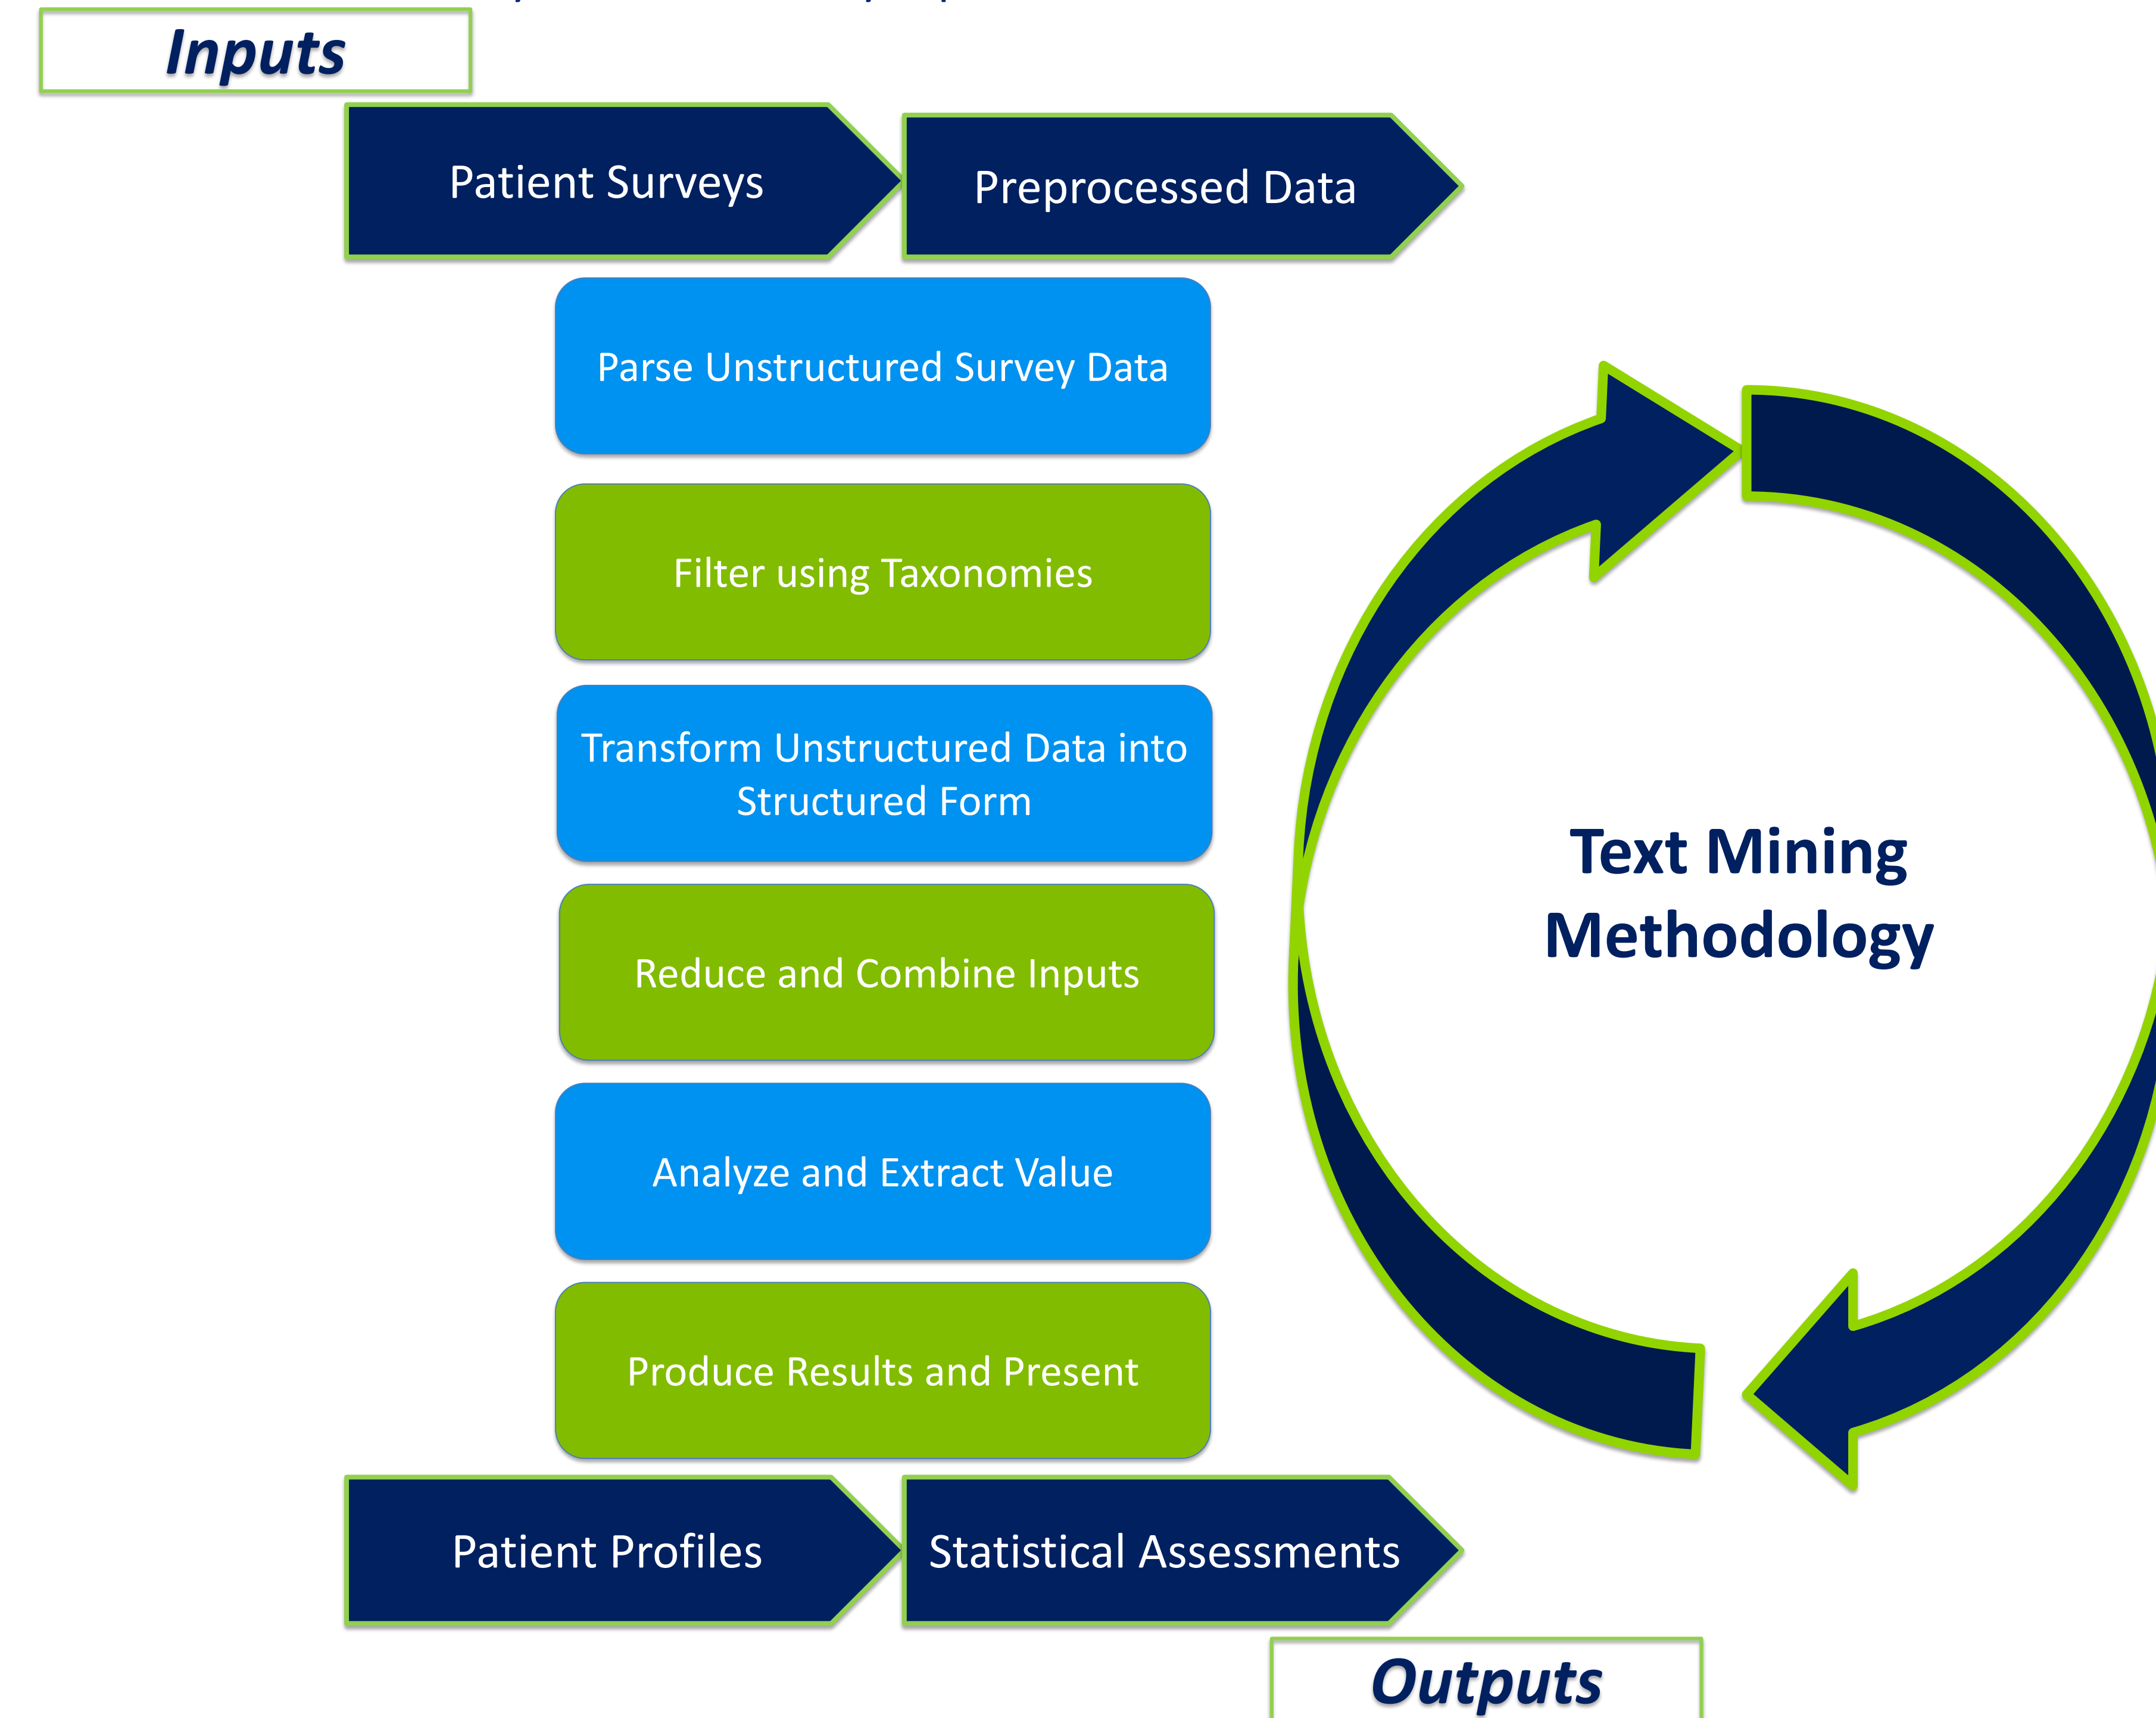 Inputs
Patient Surveys
Preprocessed Data
Parse Unstructured Survey Data
Filter using Taxonomies
Transform Unstructured Data into
Structured Form
Reduce and Combine Inputs
Analyze and Extract Value
Produce Results and Present
Text Mining
Methodology
Patient Profiles
Statistical Assessments
Outputs